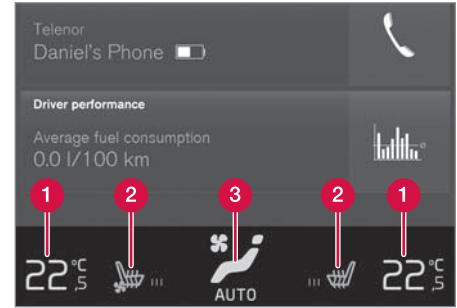 Telenor
Daniel's Phone
Driver performance
Average fuel consumption
0.0 l/100 km
1 2 3 2 1
22,5 °C 22,5 °C
AUTO